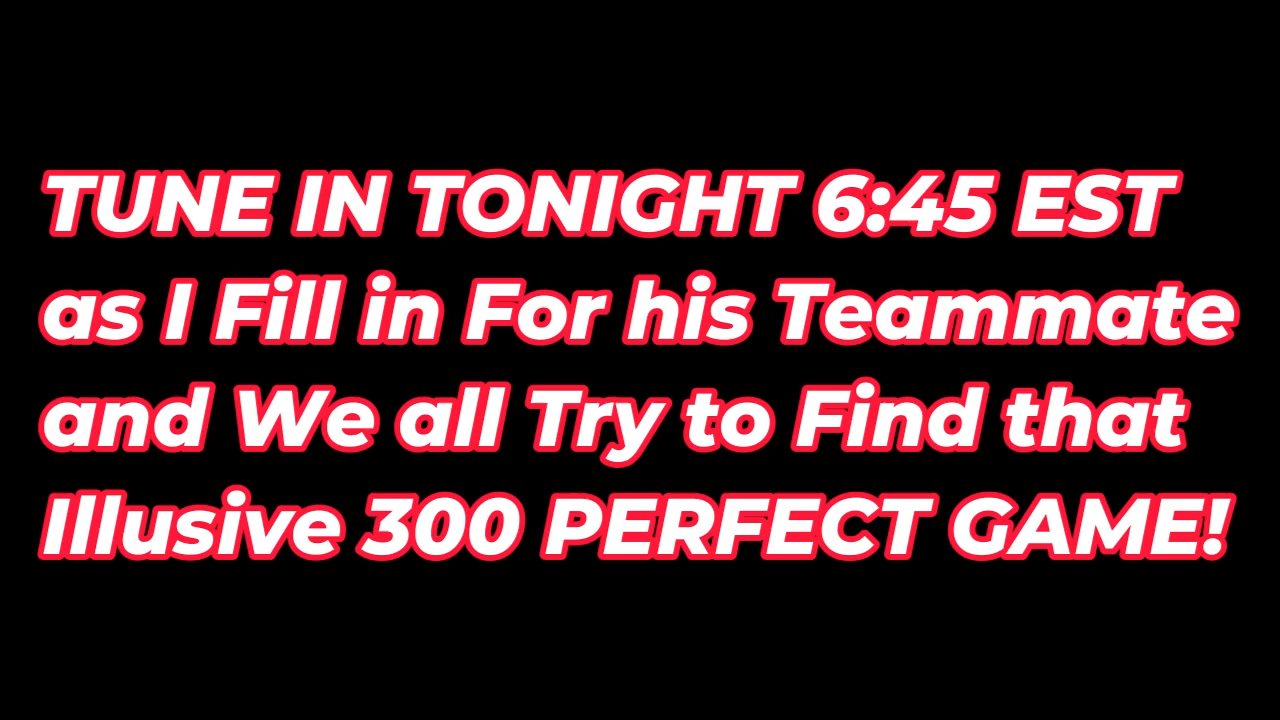 TUNE IN TONIGHT 6:45 EST
as I Fill in For his Teammate
and We all Try to Find that
Illusive 300 PERFECT GAME!